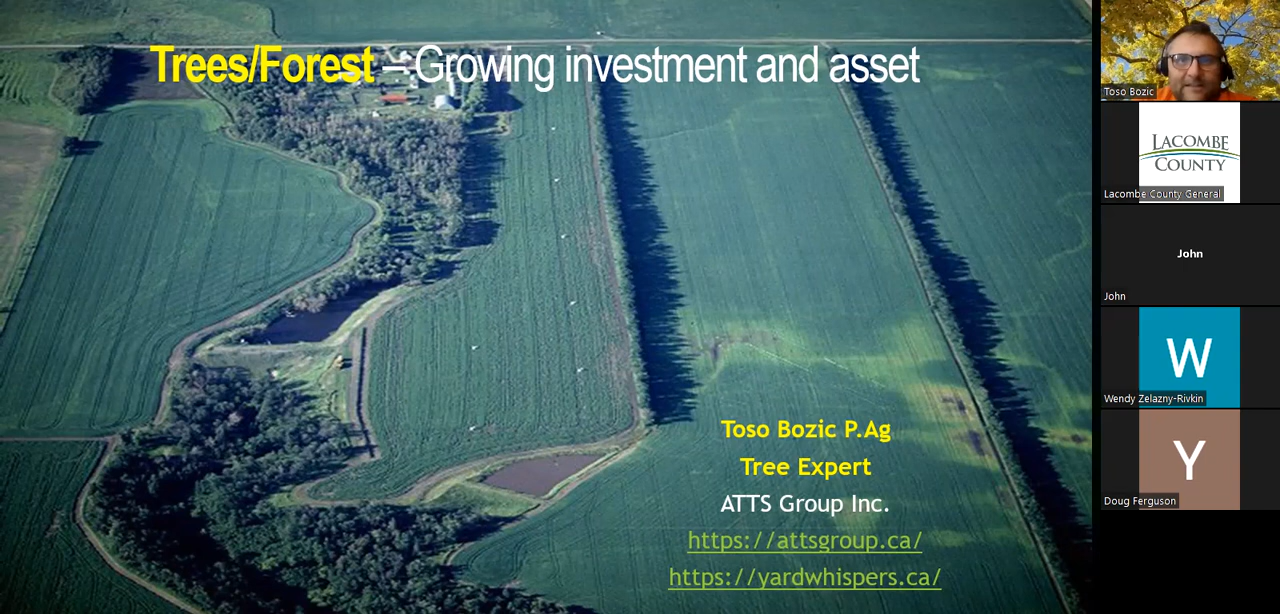 Trees/Forest – Growing investment and asset
Toso Bozic P.Ag
Tree Expert
ATTS Group Inc.
https://attsgroup.ca/
https://yardwhispers.ca/
Toso Bozic
LACOMBE
COUNTY
Lacombe County General
John
John
W
Wendy Zelazny-Rivkin
Y
Doug Ferguson